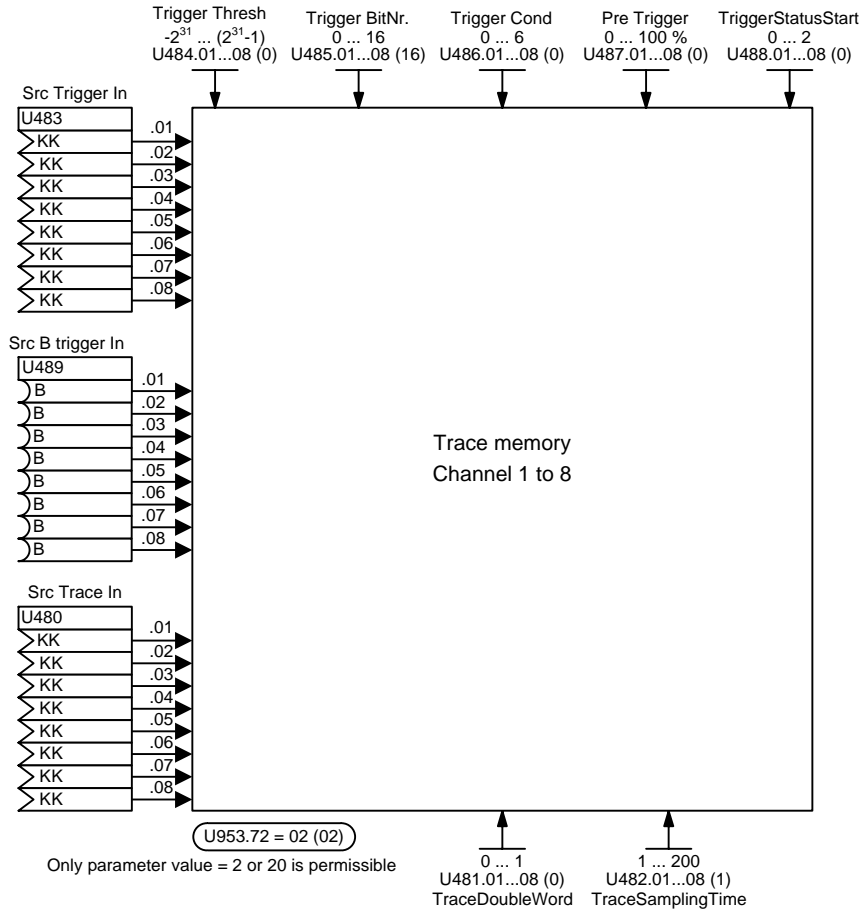 Trigger Thresh
-2³¹ ... (2³¹-1)
U484.01...08 (0)
Trigger BitNr.
0 ... 16
U485.01...08 (16)
Trigger Cond
0 ... 6
U486.01...08 (0)
Pre Trigger
0 ... 100 %
U487.01...08 (0)
TriggerStatusStart
0 ... 2
U488.01...08 (0)
Src Trigger In
U483
KK .01
KK .02
KK .03
KK .04
KK .05
KK .06
KK .07
KK .08
Src B trigger In
U489
B .01
B .02
B .03
B .04
B .05
B .06
B .07
B .08
Trace memory
Channel 1 to 8
Src Trace In
U480
KK .01
KK .02
KK .03
KK .04
KK .05
KK .06
KK .07
KK .08
U953.72 = 02 (02)
Only parameter value = 2 or 20 is permissible
0 ... 1
U481.01...08 (0)
TraceDoubleWord
1 ... 200
U482.01...08 (1)
TraceSamplingTime